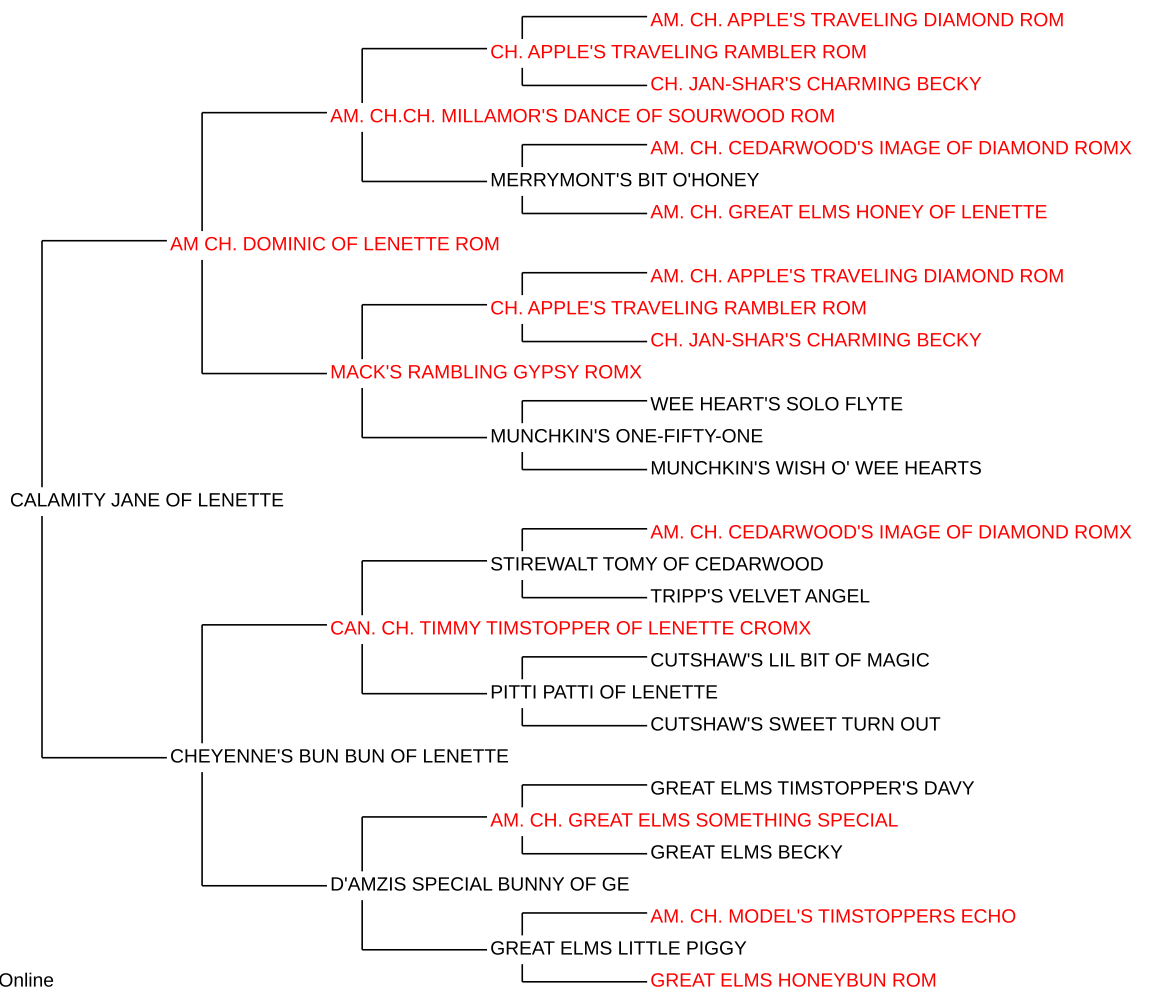 AM. CH. APPLE'S TRAVELING DIAMOND ROM
CH. APPLE'S TRAVELING RAMBLER ROM
CH. JAN-SHAR'S CHARMING BECKY
AM. CH.CH. MILLAMOR'S DANCE OF SOURWOOD ROM
AM. CH. CEDARWOOD'S IMAGE OF DIAMOND ROMX
MERRYMONT'S BIT O'HONEY
AM. CH. GREAT ELMS HONEY OF LENETTE
AM CH. DOMINIC OF LENETTE ROM
AM. CH. APPLE'S TRAVELING DIAMOND ROM
CH. APPLE'S TRAVELING RAMBLER ROM
CH. JAN-SHAR'S CHARMING BECKY
MACK'S RAMBLING GYPSY ROMX
WEE HEART'S SOLO FLYTE
MUNCHKIN'S ONE-FIFTY-ONE
MUNCHKIN'S WISH O' WEE HEARTS
CALAMITY JANE OF LENETTE
AM. CH. CEDARWOOD'S IMAGE OF DIAMOND ROMX
STIREWALT TOMY OF CEDARWOOD
TRIPP'S VELVET ANGEL
CAN. CH. TIMMY TIMSTOPPER OF LENETTE CROMX
CUTSHAW'S LIL BIT OF MAGIC
PITTI PATTI OF LENETTE
CUTSHAW'S SWEET TURN OUT
CHEYENNE'S BUN BUN OF LENETTE
GREAT ELMS TIMSTOPPER'S DAVY
AM. CH. GREAT ELMS SOMETHING SPECIAL
GREAT ELMS BECKY
D'AMZIS SPECIAL BUNNY OF GE
AM. CH. MODEL'S TIMSTOPPERS ECHO
GREAT ELMS LITTLE PIGGY
GREAT ELMS HONEYBUN ROM
Online